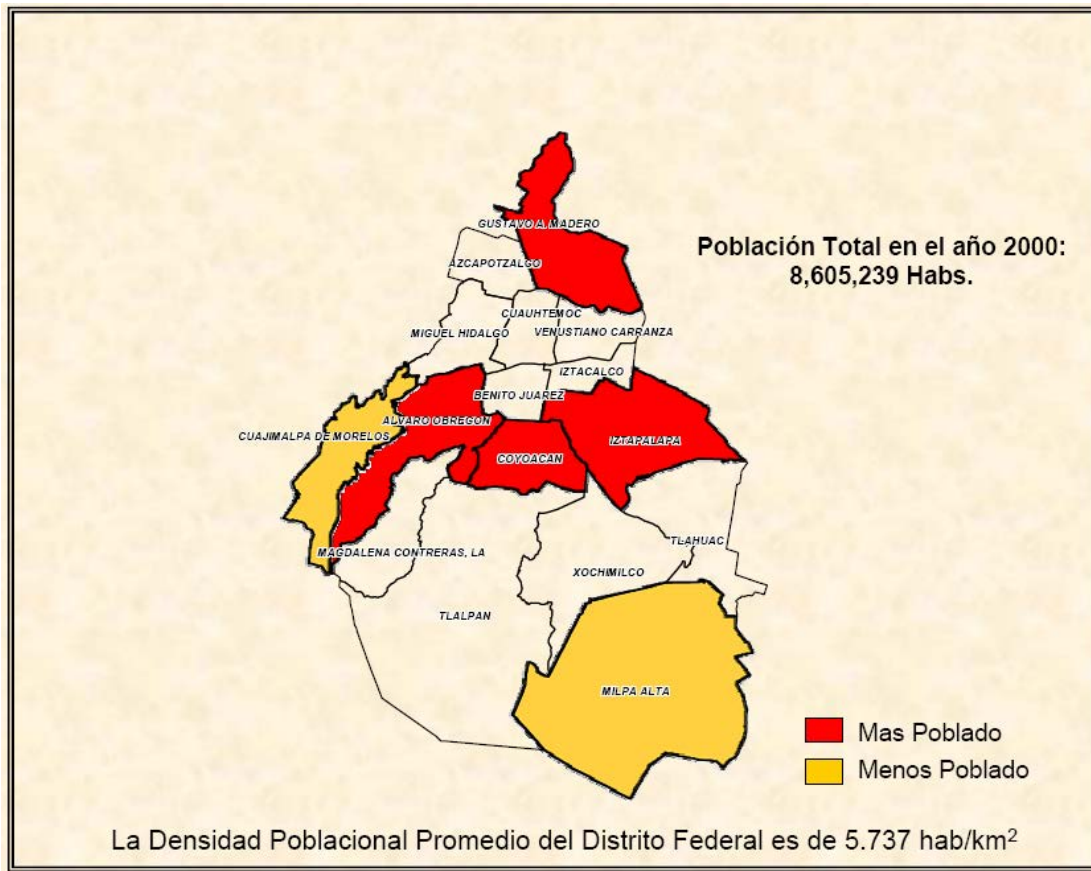 GUSTAVO A. MADERO
AZCAPOTZALGO
Población Total en el año 2000:
8,605,239 Habs.
CUAUHTEMOC
MIGUEL HIDALGO
VENUSTIANO CARRANZA
IZTACALCO
BENITO JUAREZ
ALVARO OBREGON
CUAJIMALPA DE MORELOS
IZTAPALAPA
COYOACAN
TLAHUAC
MAGDALENA CONTRERAS, LA
XOCHIMILCO
TLALPAN
MILPA ALTA
Mas Poblado
Menos Poblado
La Densidad Poblacional Promedio del Distrito Federal es de 5.737 hab/km²